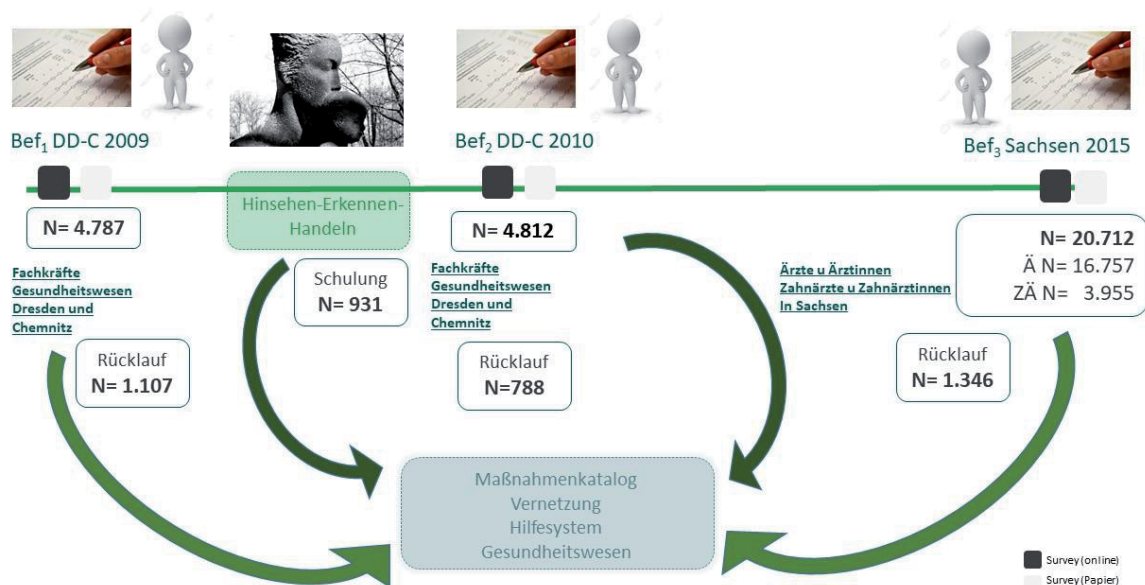 Bef₁ DD-C 2009
Bef₂ DD-C 2010
Bef₃ Sachsen 2015
N= 4.787
Fachkräfte
Gesundheitswesen
Dresden und
Chemnitz
Rücklauf
N= 1.107
Hinsehen-Erkennen-
Handeln
Schulung
N= 931
N= 4.812
Fachkräfte
Gesundheitswesen
Dresden und
Chemnitz
Rücklauf
N=788
Ärzte u Ärztinnen
Zahnärzte u Zahnärztinnen
In Sachsen
N= 20.712
Ä N= 16.757
ZÄ N= 3.955
Rücklauf
N= 1.346
Maßnahmenkatalog
Vernetzung
Hilfesystem
Gesundheitswesen
Survey (online)
Survey (Papier)